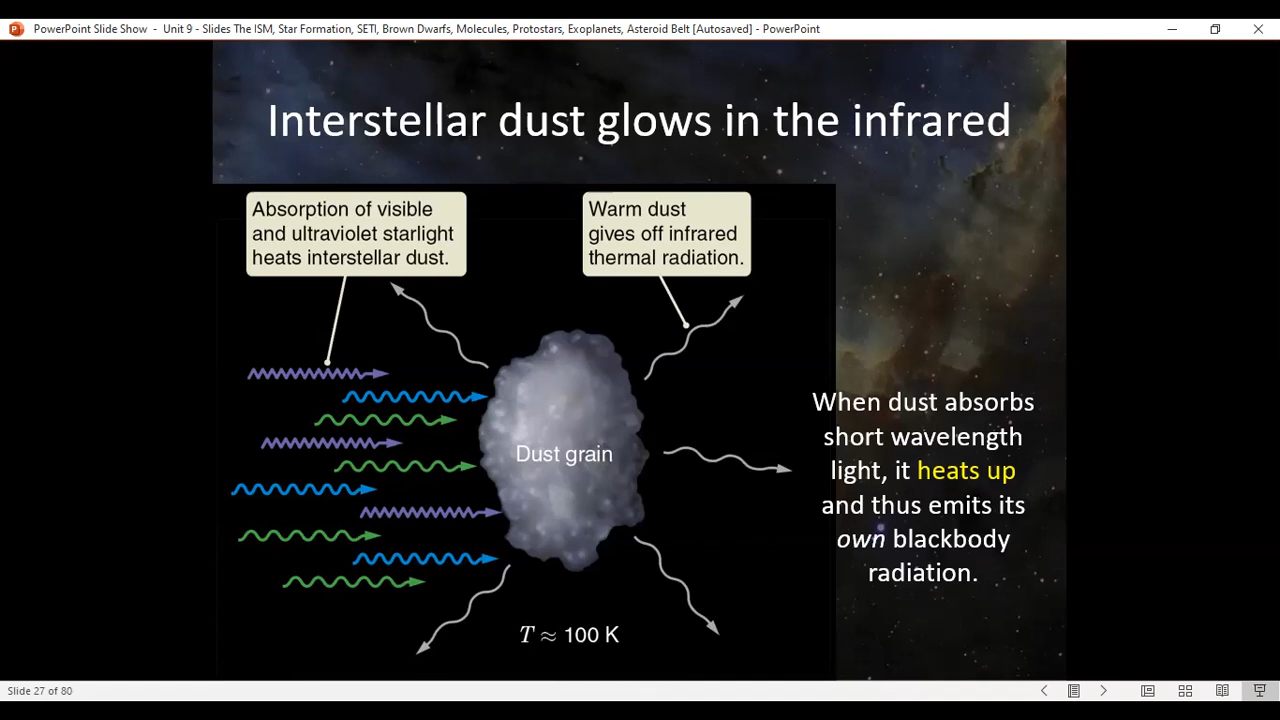 PowerPoint Slide Show - Unit 9 - Slides The ISM, Star Formation, SETI, Brown Dwarfs, Molecules, Protostars, Exoplanets, Asteroid Belt [Autosaved] - PowerPoint
Interstellar dust glows in the infrared
Absorption of visible
and ultraviolet starlight
heats interstellar dust.
Warm dust
gives off infrared
thermal radiation.
Dust grain
T ≈ 100 K
When dust absorbs
short wavelength
light, it heats up
and thus emits its
own blackbody
radiation.
Slide 27 of 80